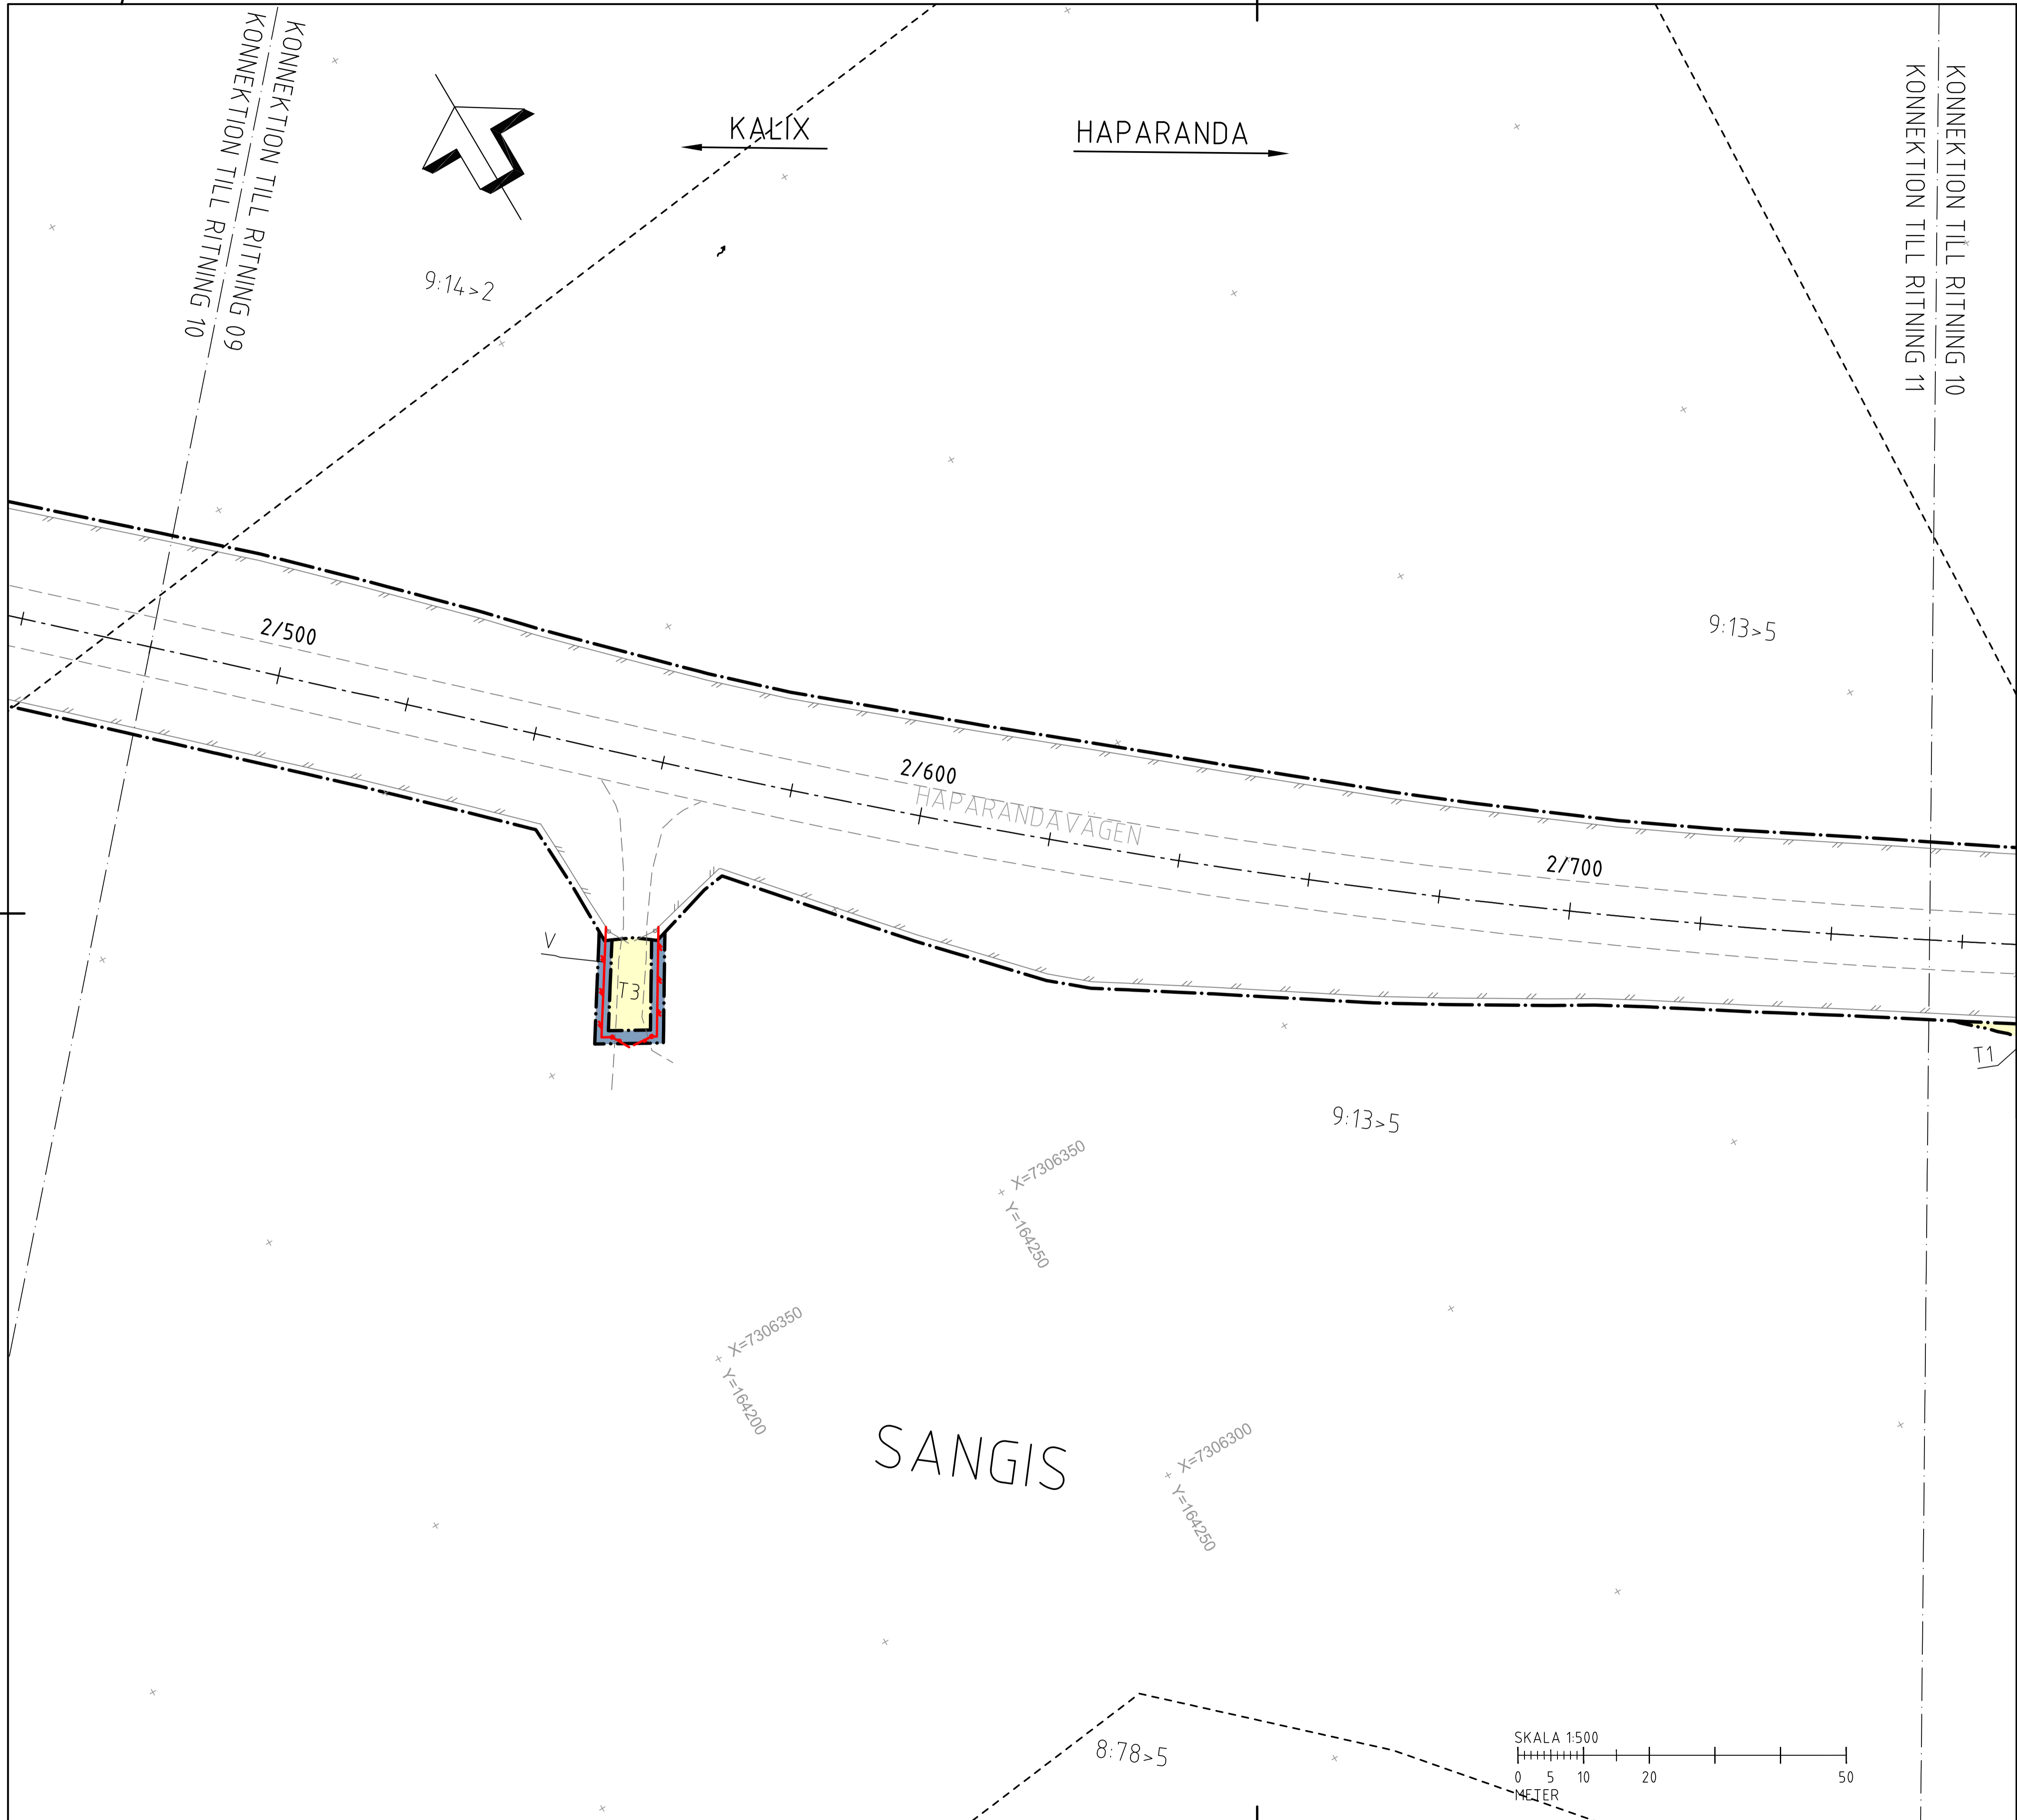 KONNEKTION TILL RITNING 09
KONNEKTION TILL RITNING 10
KALIX
HAPARANDA
KONNEKTION TILL RITNING 10
KONNEKTION TILL RITNING 11
9:14>2
9:13>5
2/500
2/600
HAPARANDAVÄGEN
2/700
V
T3
T1
9:13>5
X=7306350
Y=164250
X=7306350
Y=164200
SANGIS
X=7306300
Y=164250
8:78>5
SKALA 1:500
0 5 10 20 50
METER